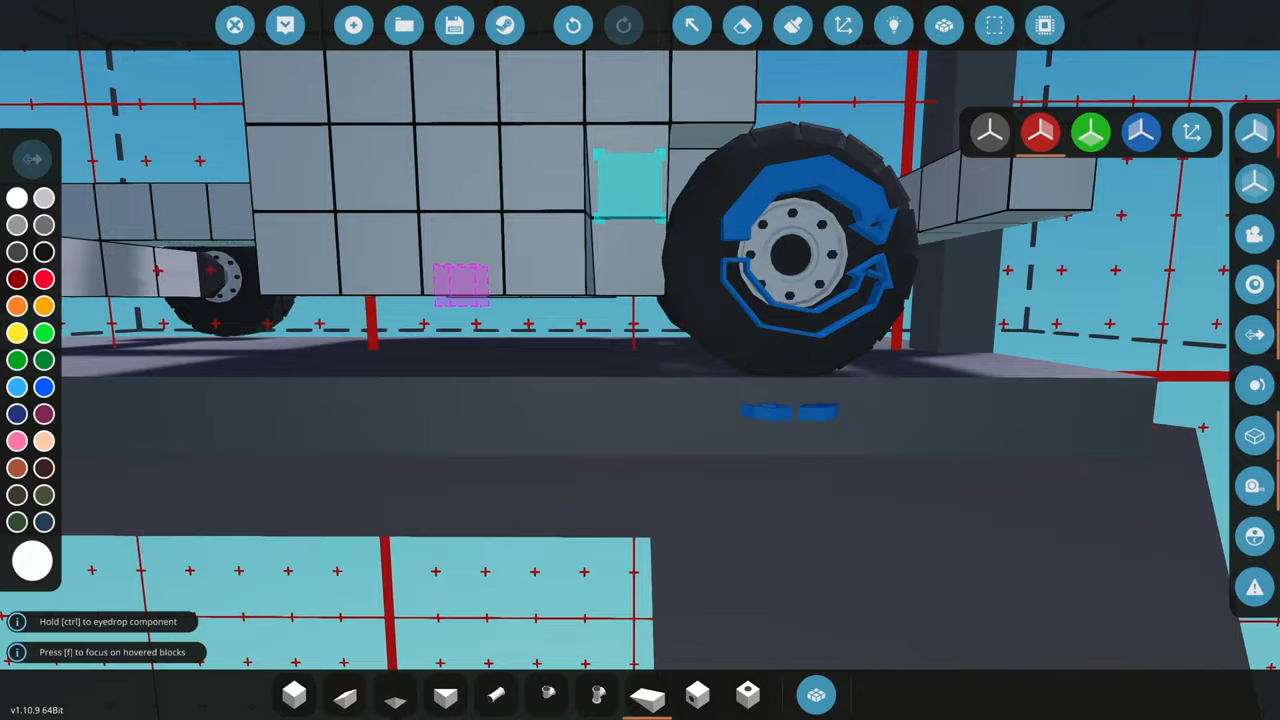 Hold [ctrl] to eyedrop component
Press [f] to focus on hovered blocks
v1.10.9 64Bit